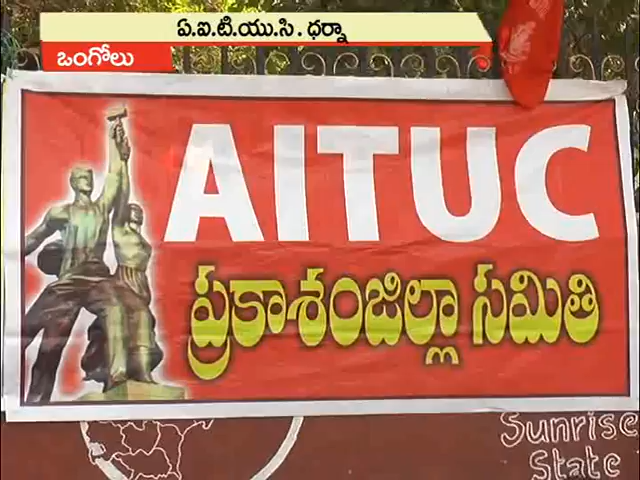 ఏ.ఐ.టి.యు.సి. ధర్నా
ఒంగోలు
AITUC
ప్రకాశంజిల్లా సమితి
Sunrise
State